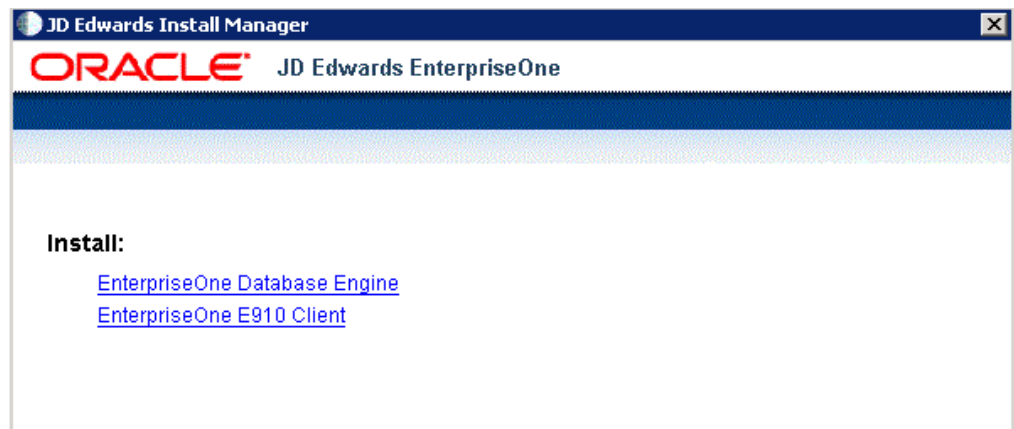 JD Edwards Install Manager
ORACLE JD Edwards EnterpriseOne
Install:
EnterpriseOne Database Engine
EnterpriseOne E910 Client